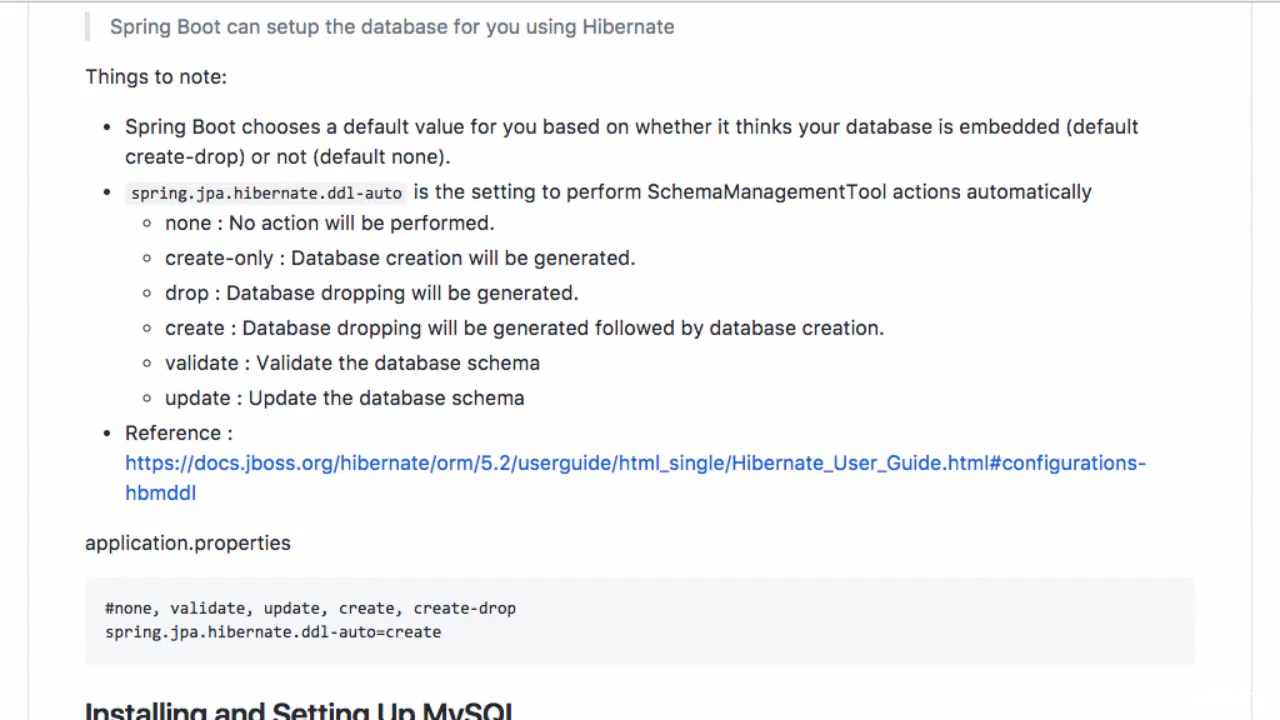 Spring Boot can setup the database for you using Hibernate
Things to note:
Spring Boot chooses a default value for you based on whether it thinks your database is embedded (default
create-drop) or not (default none).
spring.jpa.hibernate.ddl-auto is the setting to perform SchemaManagementTool actions automatically
none : No action will be performed.
create-only : Database creation will be generated.
drop : Database dropping will be generated.
create : Database dropping will be generated followed by database creation.
validate : Validate the database schema
update : Update the database schema
Reference :
https://docs.jboss.org/hibernate/orm/5.2/userguide/html_single/Hibernate_User_Guide.html#configurations-
hbmddl
application.properties
#none, validate, update, create, create-drop
spring.jpa.hibernate.ddl-auto=create
Installing and Setting Up MySQL